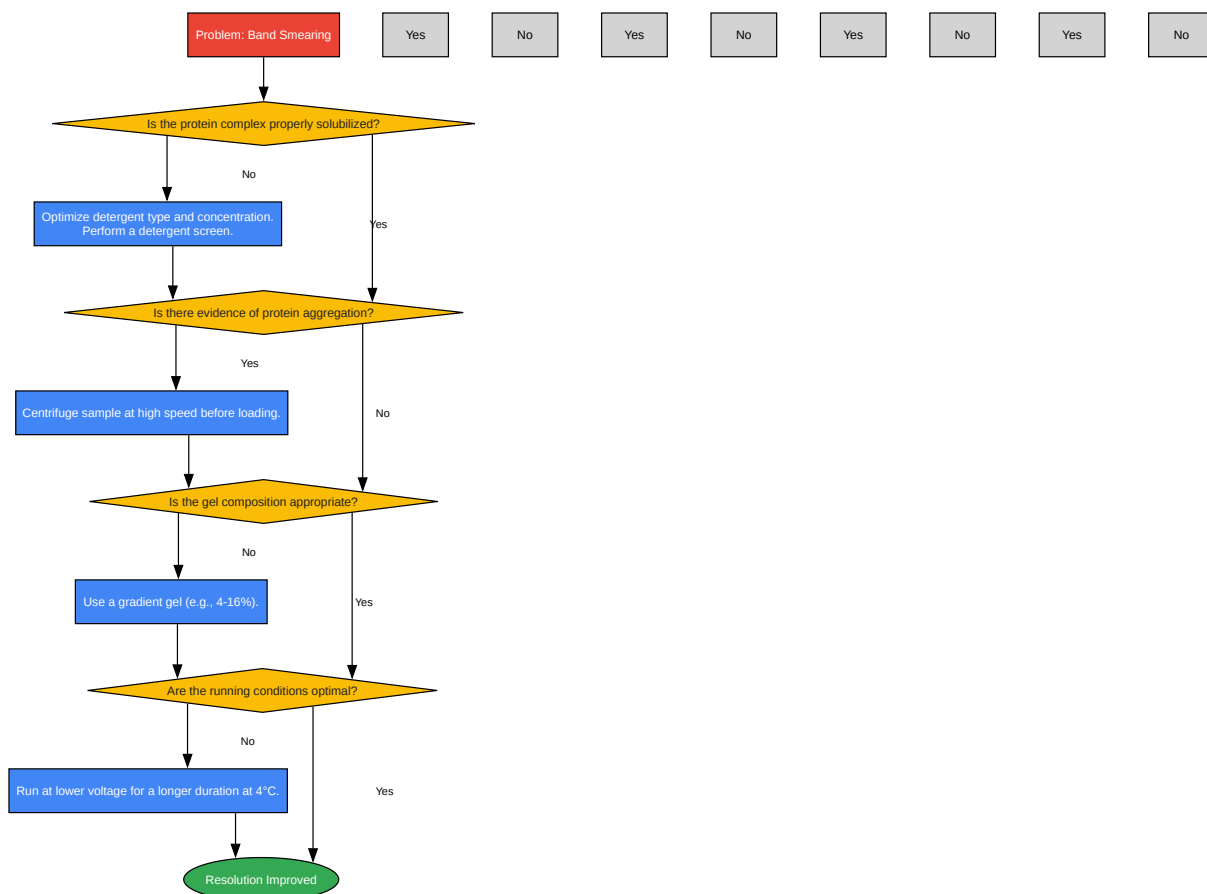 Problem: Band Smearing
Yes
No
Yes
No
Yes
No
Yes
No
Is the protein complex properly solubilized?
No
Optimize detergent type and concentration.
Perform a detergent screen.
Yes
Is there evidence of protein aggregation?
Yes
Centrifuge sample at high speed before loading.
No
Is the gel composition appropriate?
No
Use a gradient gel (e.g., 4-16%).
Yes
Are the running conditions optimal?
No
Run at lower voltage for a longer duration at 4°C.
Yes
Resolution Improved